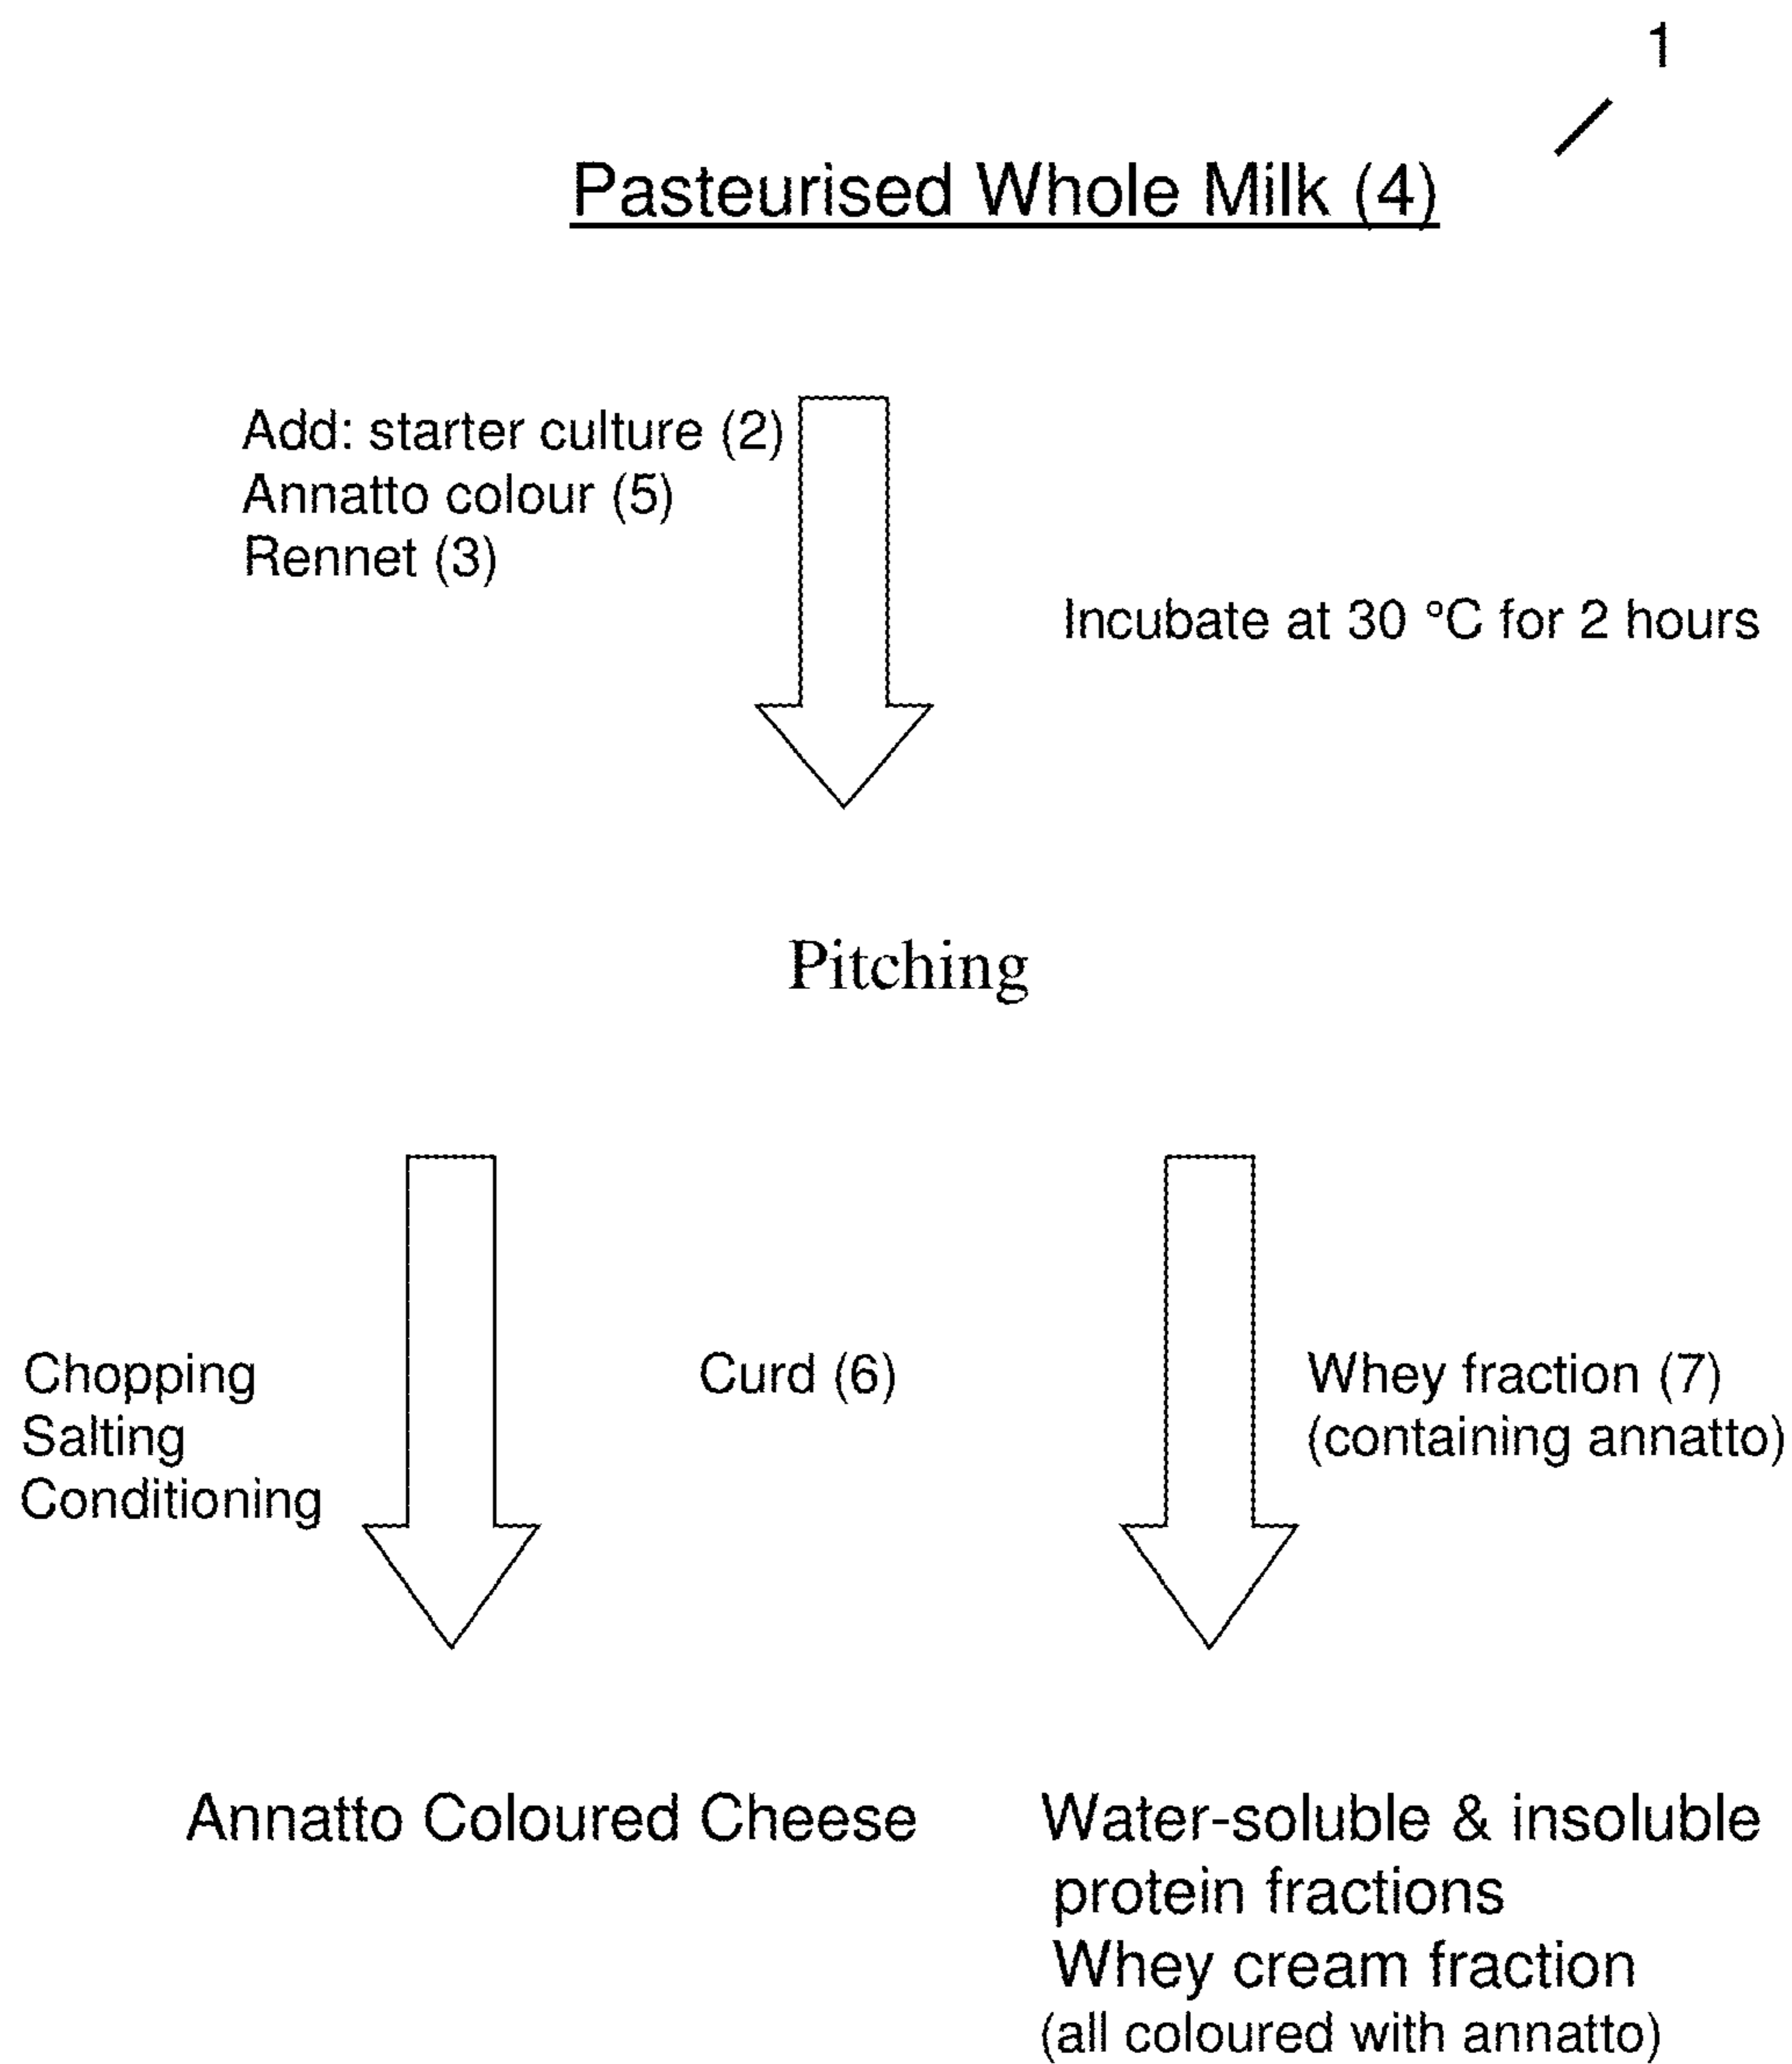 1
Pasteurised Whole Milk (4)
Add: starter culture (2)
Annatto colour (5)
Rennet (3)
Incubate at 30 °C for 2 hours
Pitching
Chopping
Salting
Conditioning
Curd (6)
Whey fraction (7)
(containing annatto)
Annatto Coloured Cheese
Water-soluble & insoluble
protein fractions
Whey cream fraction
(all coloured with annatto)